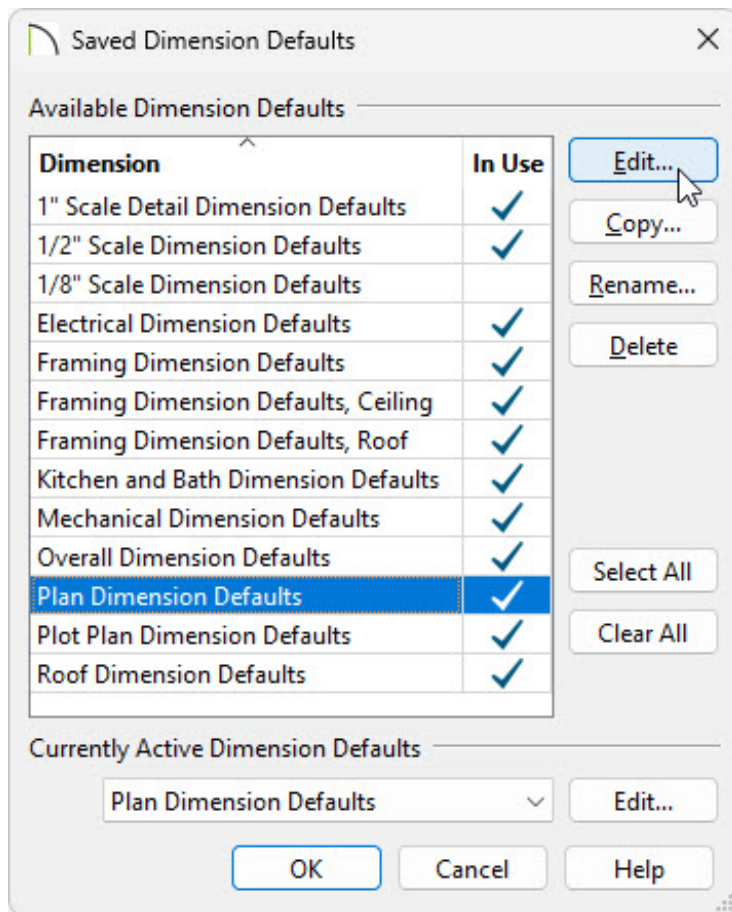 Saved Dimension Defaults
Available Dimension Defaults
Dimension In Use
1" Scale Detail Dimension Defaults
1/2" Scale Dimension Defaults
1/8" Scale Dimension Defaults
Electrical Dimension Defaults
Framing Dimension Defaults
Framing Dimension Defaults, Ceiling
Framing Dimension Defaults, Roof
Kitchen and Bath Dimension Defaults
Mechanical Dimension Defaults
Overall Dimension Defaults
Plan Dimension Defaults
Plot Plan Dimension Defaults
Roof Dimension Defaults
Edit...
Copy...
Rename...
Delete
Select All
Clear All
Currently Active Dimension Defaults
Plan Dimension Defaults Edit...
OK Cancel Help